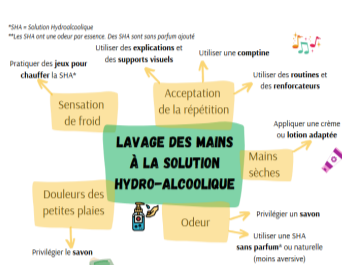 *SHA = Solution Hydroalcoolique
**Les SHA ont une odeur par essence. Des SHA sont sans parfum ajouté
Utiliser des explications et
des supports visuels
Utiliser une comptine
Pratiquer des jeux pour
chauffer la SHA*
Utiliser des routines et
des renforcateurs
Acceptation
de la répétition
Sensation
de froid
Appliquer une crème
ou lotion adaptée
LAVAGE DES MAINS
À LA SOLUTION
HYDRO-ALCOOLIQUE
Mains
sèches
Douleurs des
petites plaies
Odeur
Privilégier un savon
Utiliser une SHA
sans parfum* ou naturelle
(moins aversive)
Privilégier le savon